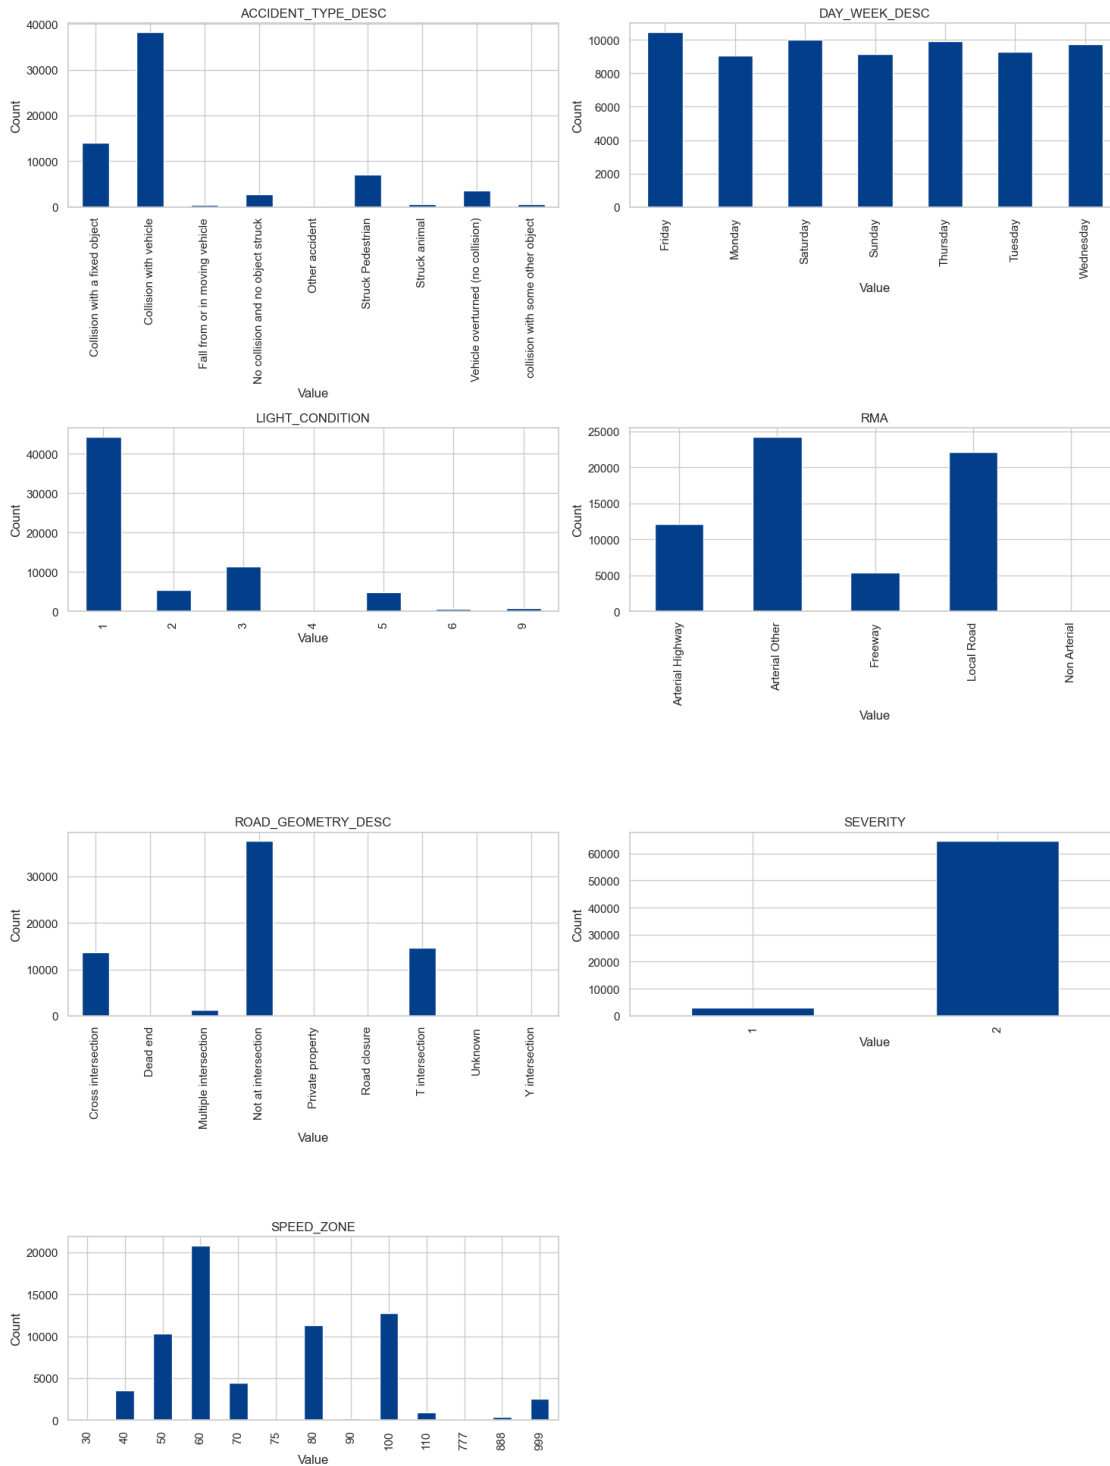 ACCIDENT_TYPE_DESC
40000
30000
20000
10000
0
Count
Collision with a fixed object
Collision with vehicle
Fall from or in moving vehicle
No collision and no object struck
Other accident
Struck Pedestrian
Struck animal
Vehicle overturned (no collision)
collision with some other object
Value
DAY_WEEK_DESC
10000
8000
6000
4000
2000
0
Count
Friday
Monday
Saturday
Sunday
Thursday
Tuesday
Wednesday
Value
LIGHT_CONDITION
40000
30000
20000
10000
0
Count
1
2
3
4
5
6
9
Value
RMA
25000
20000
15000
10000
5000
0
Count
Arterial Highway
Arterial Other
Freeway
Local Road
Non Arterial
Value
ROAD_GEOMETRY_DESC
30000
20000
10000
0
Count
Cross intersection
Dead end
Multiple intersection
Not at intersection
Private property
Road closure
T intersection
Unknown
Y intersection
Value
SEVERITY
60000
50000
40000
30000
20000
10000
0
Count
1
2
Value
SPEED_ZONE
20000
15000
10000
5000
0
Count
30
40
50
60
70
75
80
90
100
110
777
888
999
Value